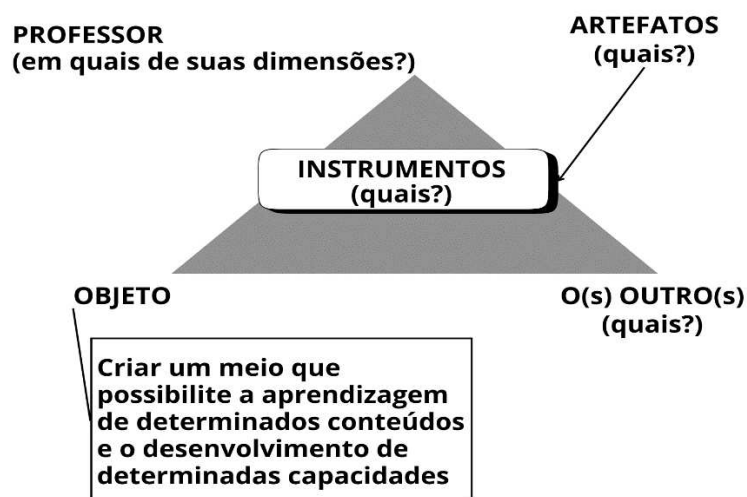 PROFESSOR
(em quais de suas dimensões?)
ARTEFATOS
(quais?)
INSTRUMENTOS
(quais?)
OBJETO
O(s) OUTRO(s)
(quais?)
Criar um meio que
possibilite a aprendizagem
de determinados conteúdos
e o desenvolvimento de
determinadas capacidades